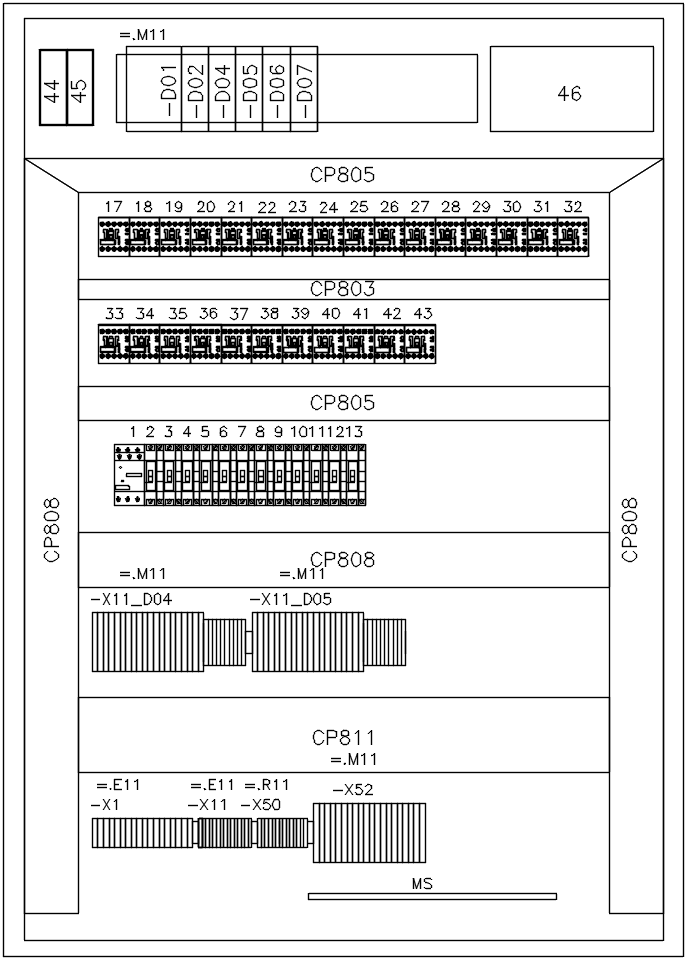 =.M11
44 45 -D01 -D02 -D04 -D05 -D06 -D07 46
CP805
17 18 19 20 21 22 23 24 25 26 27 28 29 30 31 32
CP803
33 34 35 36 37 38 39 40 41 42 43
CP805
1 2 3 4 5 6 7 8 9 10 11 12 13
CP808 CP808
CP808
=.M11 =.M11
-X11_D04 -X11_D05
CP811
=.M11
=.E11 =.E11 =.R11
-X52
-X1 -X11 -X50
MS